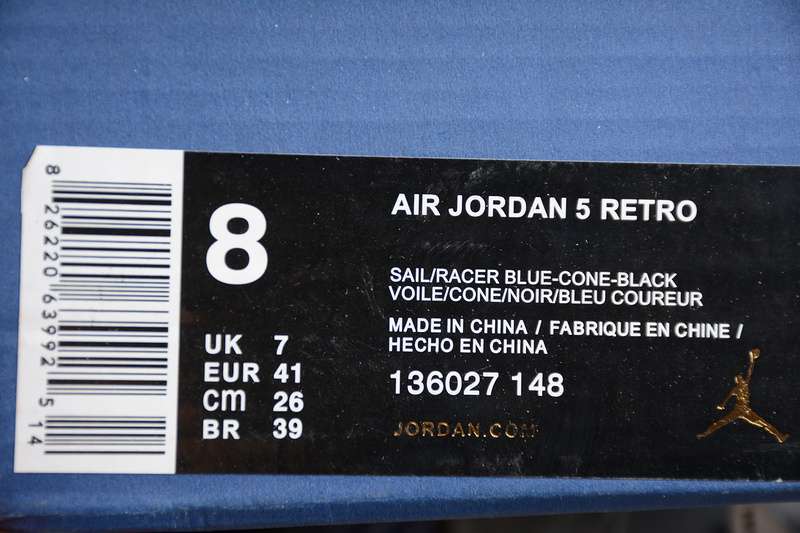 8 26220 63992 5 14
8
UK 7
EUR 41
cm 26
BR 39
AIR JORDAN 5 RETRO
SAIL/RACER BLUE-CONE-BLACK
VOILE/CONE/NOIR/BLEU COUREUR
MADE IN CHINA / FABRIQUE EN CHINE /
HECHO EN CHINA
136027 148
JORDAN.COM